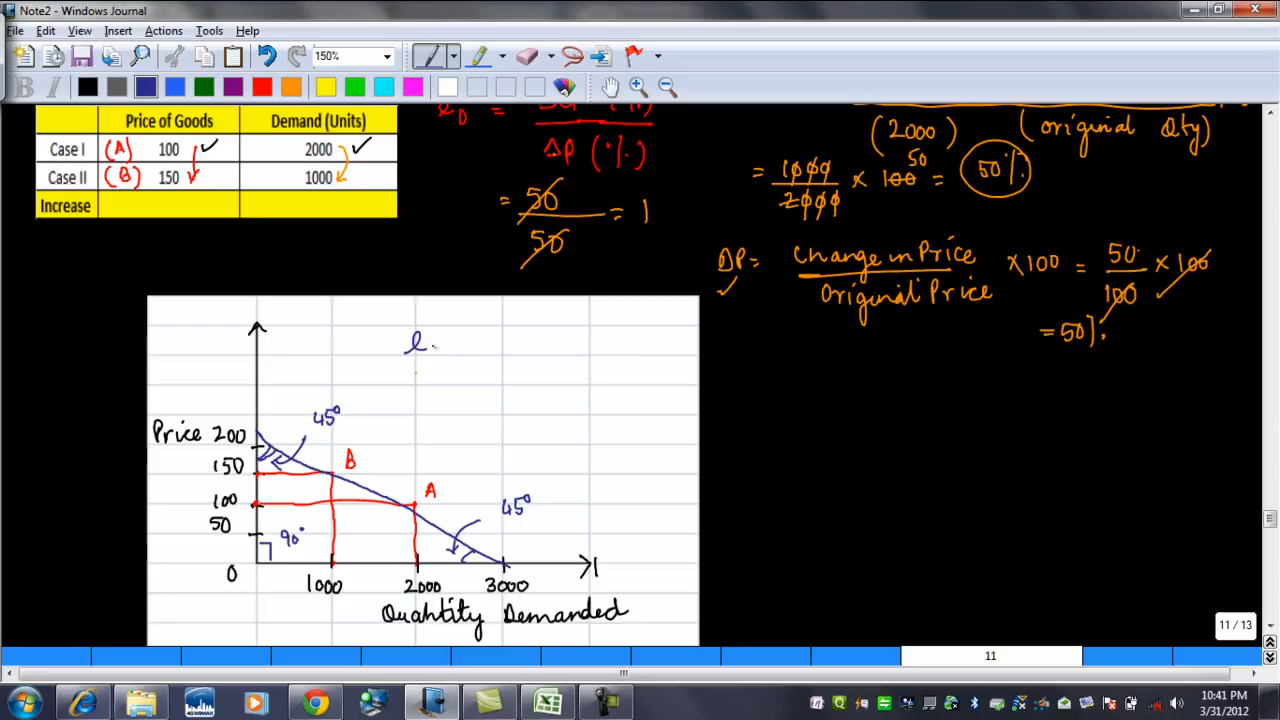 Note2 - Windows Journal
File Edit View Insert Actions Tools Help
150%
B I
Price of Goods Demand (Units)
Case I (A) 100 2000
Case II (B) 150 1000
Increase
e_D = ΔP (%)
= 50 / 50 = 1
(2000) (original Qty)
= 1000 / 2000 × 100 50 = 50%
ΔP = Change in Price / Original Price × 100 = 50 / 100 × 100
= 50%
e
45°
Price 200
150 B
100 A
50 90° 45°
0
1000 2000 3000
Quahtity Demanded
11 / 13
11
10:41 PM
3/31/2012